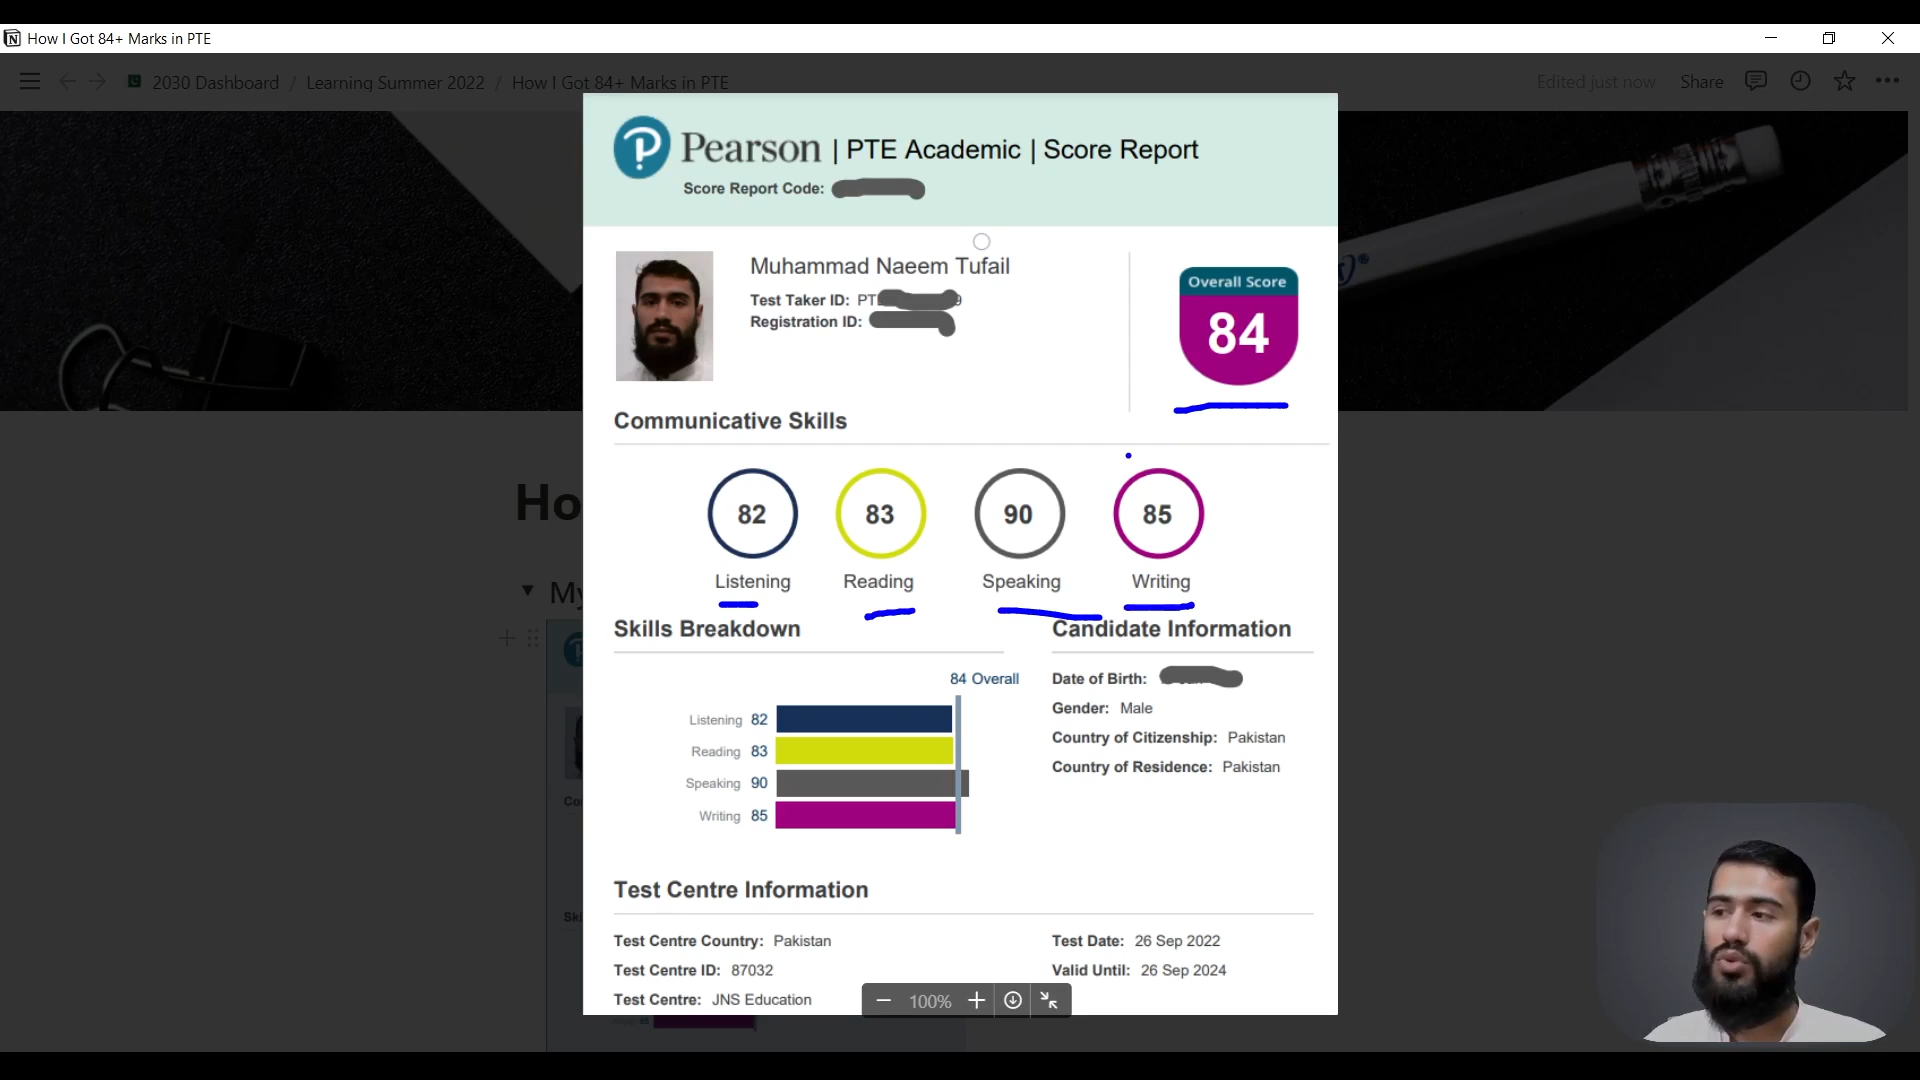 How I Got 84+ Marks in PTE
2030 Dashboard / Learning Summer 2022 / How I Got 84+ Marks in PTE
Edited just now Share
Pearson | PTE Academic | Score Report
Score Report Code:
Muhammad Naeem Tufail
Test Taker ID: PT 9
Registration ID:
Overall Score
84
Communicative Skills
82 83 90 85
Listening Reading Speaking Writing
Ho
My
Skills Breakdown
84 Overall
Listening 82
Reading 83
Speaking 90
Writing 85
Candidate Information
Date of Birth:
Gender: Male
Country of Citizenship: Pakistan
Country of Residence: Pakistan
Co
Ski
Test Centre Information
Test Centre Country: Pakistan
Test Centre ID: 87032
Test Centre: JNS Education
Test Date: 26 Sep 2022
Valid Until: 26 Sep 2024
100%